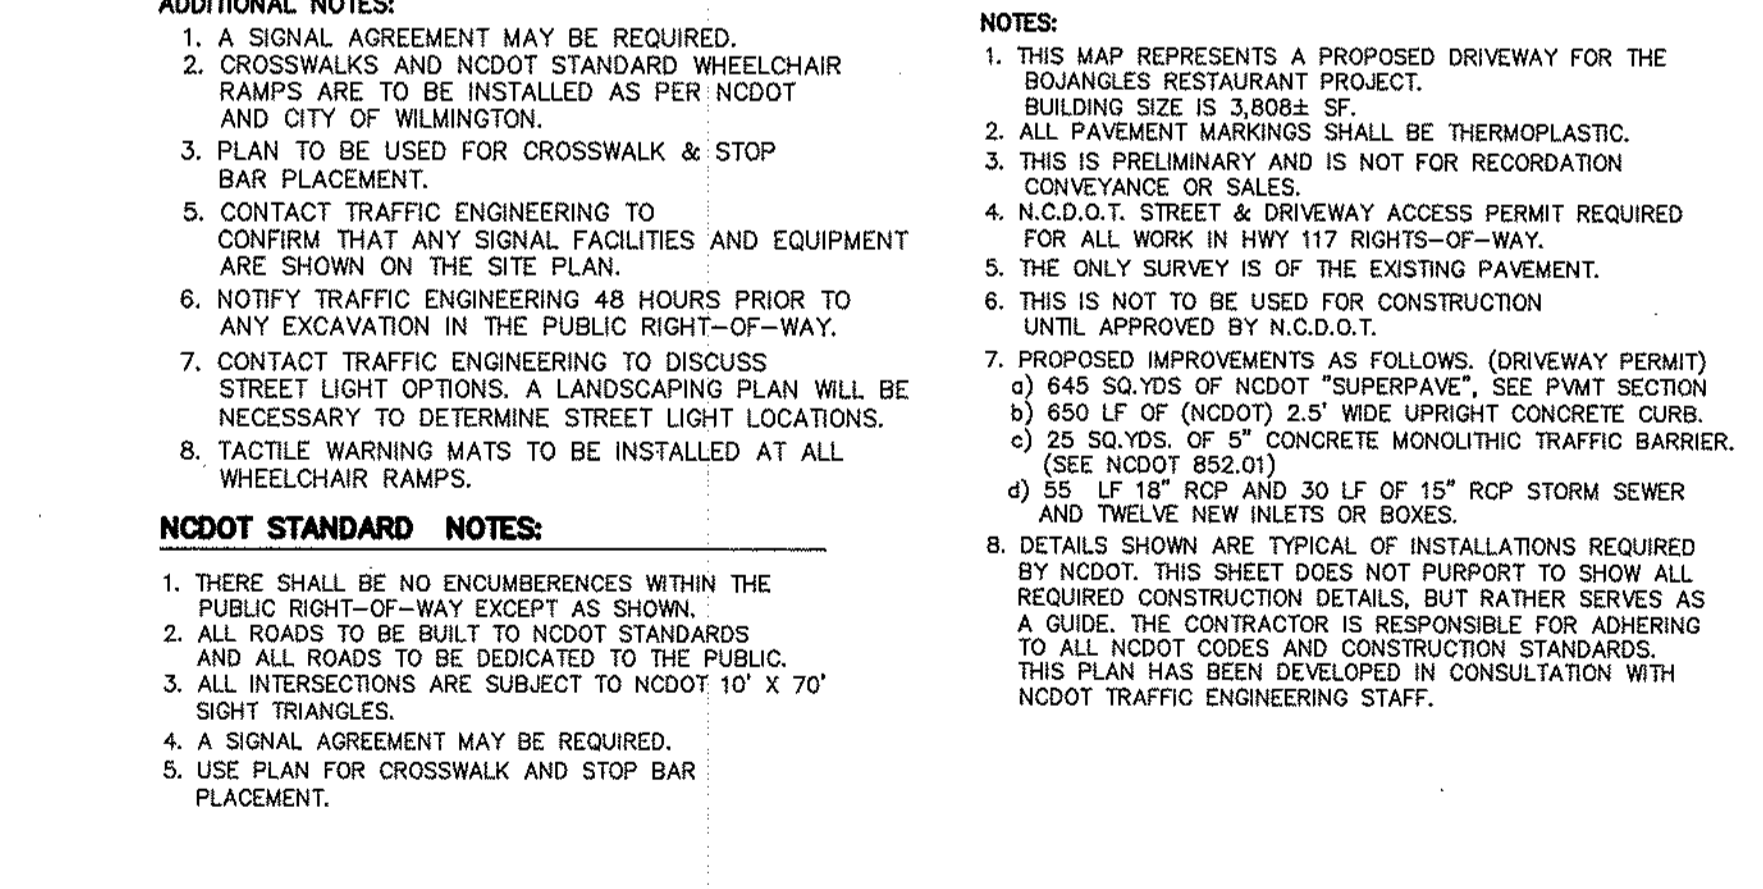 ADDITIONAL NOTES:
1. A SIGNAL AGREEMENT MAY BE REQUIRED.
2. CROSSWALKS AND NCDOT STANDARD WHEELCHAIR
RAMPS ARE TO BE INSTALLED AS PER NCDOT
AND CITY OF WILMINGTON.
3. PLAN TO BE USED FOR CROSSWALK & STOP
BAR PLACEMENT.
5. CONTACT TRAFFIC ENGINEERING TO
CONFIRM THAT ANY SIGNAL FACILITIES AND EQUIPMENT
ARE SHOWN ON THE SITE PLAN.
6. NOTIFY TRAFFIC ENGINEERING 48 HOURS PRIOR TO
ANY EXCAVATION IN THE PUBLIC RIGHT-OF-WAY.
7. CONTACT TRAFFIC ENGINEERING TO DISCUSS
STREET LIGHT OPTIONS. A LANDSCAPING PLAN WILL BE
NECESSARY TO DETERMINE STREET LIGHT LOCATIONS.
8. TACTILE WARNING MATS TO BE INSTALLED AT ALL
WHEELCHAIR RAMPS.
NCDOT STANDARD NOTES:
1. THERE SHALL BE NO ENCUMBERENCES WITHIN THE
PUBLIC RIGHT-OF-WAY EXCEPT AS SHOWN.
2. ALL ROADS TO BE BUILT TO NCDOT STANDARDS
AND ALL ROADS TO BE DEDICATED TO THE PUBLIC.
3. ALL INTERSECTIONS ARE SUBJECT TO NCDOT 10' X 70'
SIGHT TRIANGLES.
4. A SIGNAL AGREEMENT MAY BE REQUIRED.
5. USE PLAN FOR CROSSWALK AND STOP BAR
PLACEMENT.
NOTES:
1. THIS MAP REPRESENTS A PROPOSED DRIVEWAY FOR THE
BOJANGLES RESTAURANT PROJECT.
BUILDING SIZE IS 3,808± SF.
2. ALL PAVEMENT MARKINGS SHALL BE THERMOPLASTIC.
3. THIS IS PRELIMINARY AND IS NOT FOR RECORDATION
CONVEYANCE OR SALES.
4. N.C.D.O.T. STREET & DRIVEWAY ACCESS PERMIT REQUIRED
FOR ALL WORK IN HWY 117 RIGHTS-OF-WAY.
5. THE ONLY SURVEY IS OF THE EXISTING PAVEMENT.
6. THIS IS NOT TO BE USED FOR CONSTRUCTION
UNTIL APPROVED BY N.C.D.O.T.
7. PROPOSED IMPROVEMENTS AS FOLLOWS. (DRIVEWAY PERMIT)
a) 645 SQ.YDS OF NCDOT "SUPERPAVE", SEE PVMT SECTION
b) 650 LF OF (NCDOT) 2.5' WIDE UPRIGHT CONCRETE CURB.
c) 25 SQ.YDS. OF 5" CONCRETE MONOLITHIC TRAFFIC BARRIER.
(SEE NCDOT 852.01)
d) 55 LF 18" RCP AND 30 LF OF 15" RCP STORM SEWER
AND TWELVE NEW INLETS OR BOXES.
8. DETAILS SHOWN ARE TYPICAL OF INSTALLATIONS REQUIRED
BY NCDOT. THIS SHEET DOES NOT PURPORT TO SHOW ALL
REQUIRED CONSTRUCTION DETAILS, BUT RATHER SERVES AS
A GUIDE. THE CONTRACTOR IS RESPONSIBLE FOR ADHERING
TO ALL NCDOT CODES AND CONSTRUCTION STANDARDS.
THIS PLAN HAS BEEN DEVELOPED IN CONSULTATION WITH
NCDOT TRAFFIC ENGINEERING STAFF.